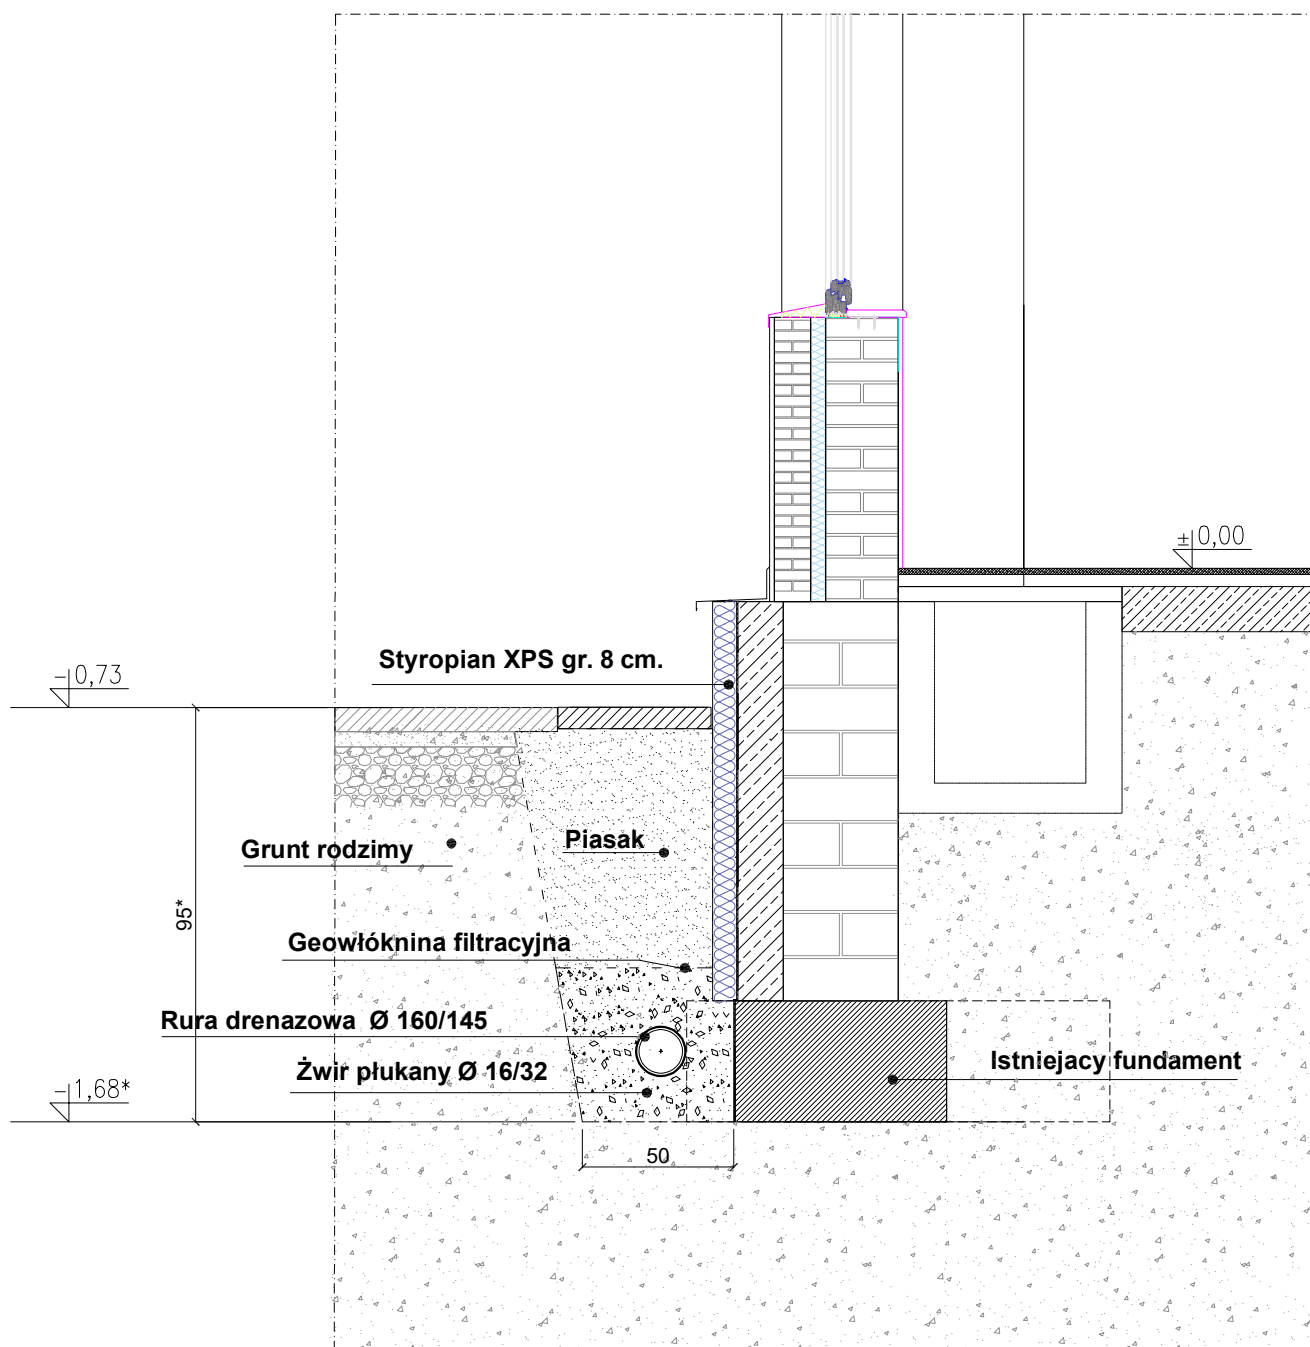 ±0,00
Styropian XPS gr. 8 cm.
-0,73
Piasak
Grunt rodzimy
95*
Geowłóknina filtracyjna
Rura drenazowa Ø 160/145
Istniejacy fundament
Żwir płukany Ø 16/32
-1,68*
50